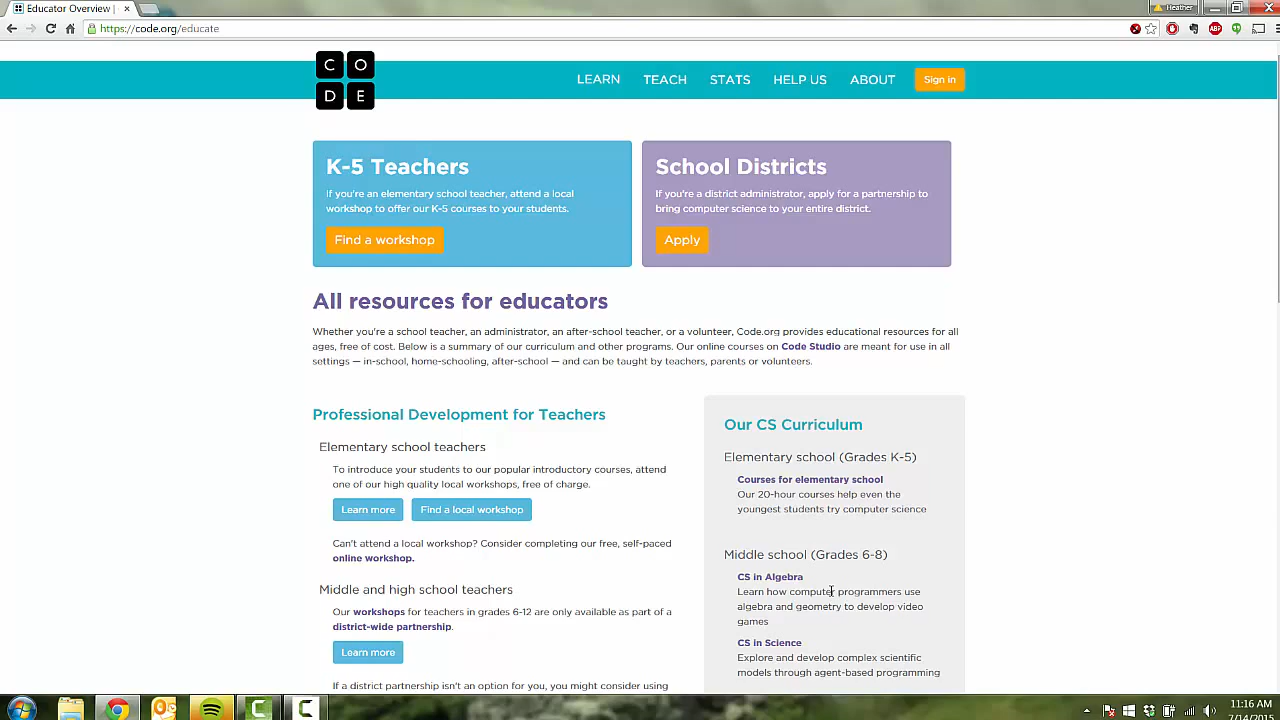 Educator Overview |
Heather
https://code.org/educate
ABP
C O
D E
LEARN TEACH STATS HELP US ABOUT Sign in
K-5 Teachers
If you're an elementary school teacher, attend a local
workshop to offer our K-5 courses to your students.
Find a workshop
School Districts
If you're a district administrator, apply for a partnership to
bring computer science to your entire district.
Apply
All resources for educators
Whether you're a school teacher, an administrator, an after-school teacher, or a volunteer, Code.org provides educational resources for all
ages, free of cost. Below is a summary of our curriculum and other programs. Our online courses on Code Studio are meant for use in all
settings — in-school, home-schooling, after-school — and can be taught by teachers, parents or volunteers.
Professional Development for Teachers
Elementary school teachers
To introduce your students to our popular introductory courses, attend
one of our high quality local workshops, free of charge.
Learn more Find a local workshop
Can't attend a local workshop? Consider completing our free, self-paced
online workshop.
Middle and high school teachers
Our workshops for teachers in grades 6-12 are only available as part of a
district-wide partnership.
Learn more
If a district partnership isn't an option for you, you might consider using
Our CS Curriculum
Elementary school (Grades K-5)
Courses for elementary school
Our 20-hour courses help even the
youngest students try computer science
Middle school (Grades 6-8)
CS in Algebra
Learn how computer programmers use
algebra and geometry to develop video
games
CS in Science
Explore and develop complex scientific
models through agent-based programming
11:16 AM
7/14/2015